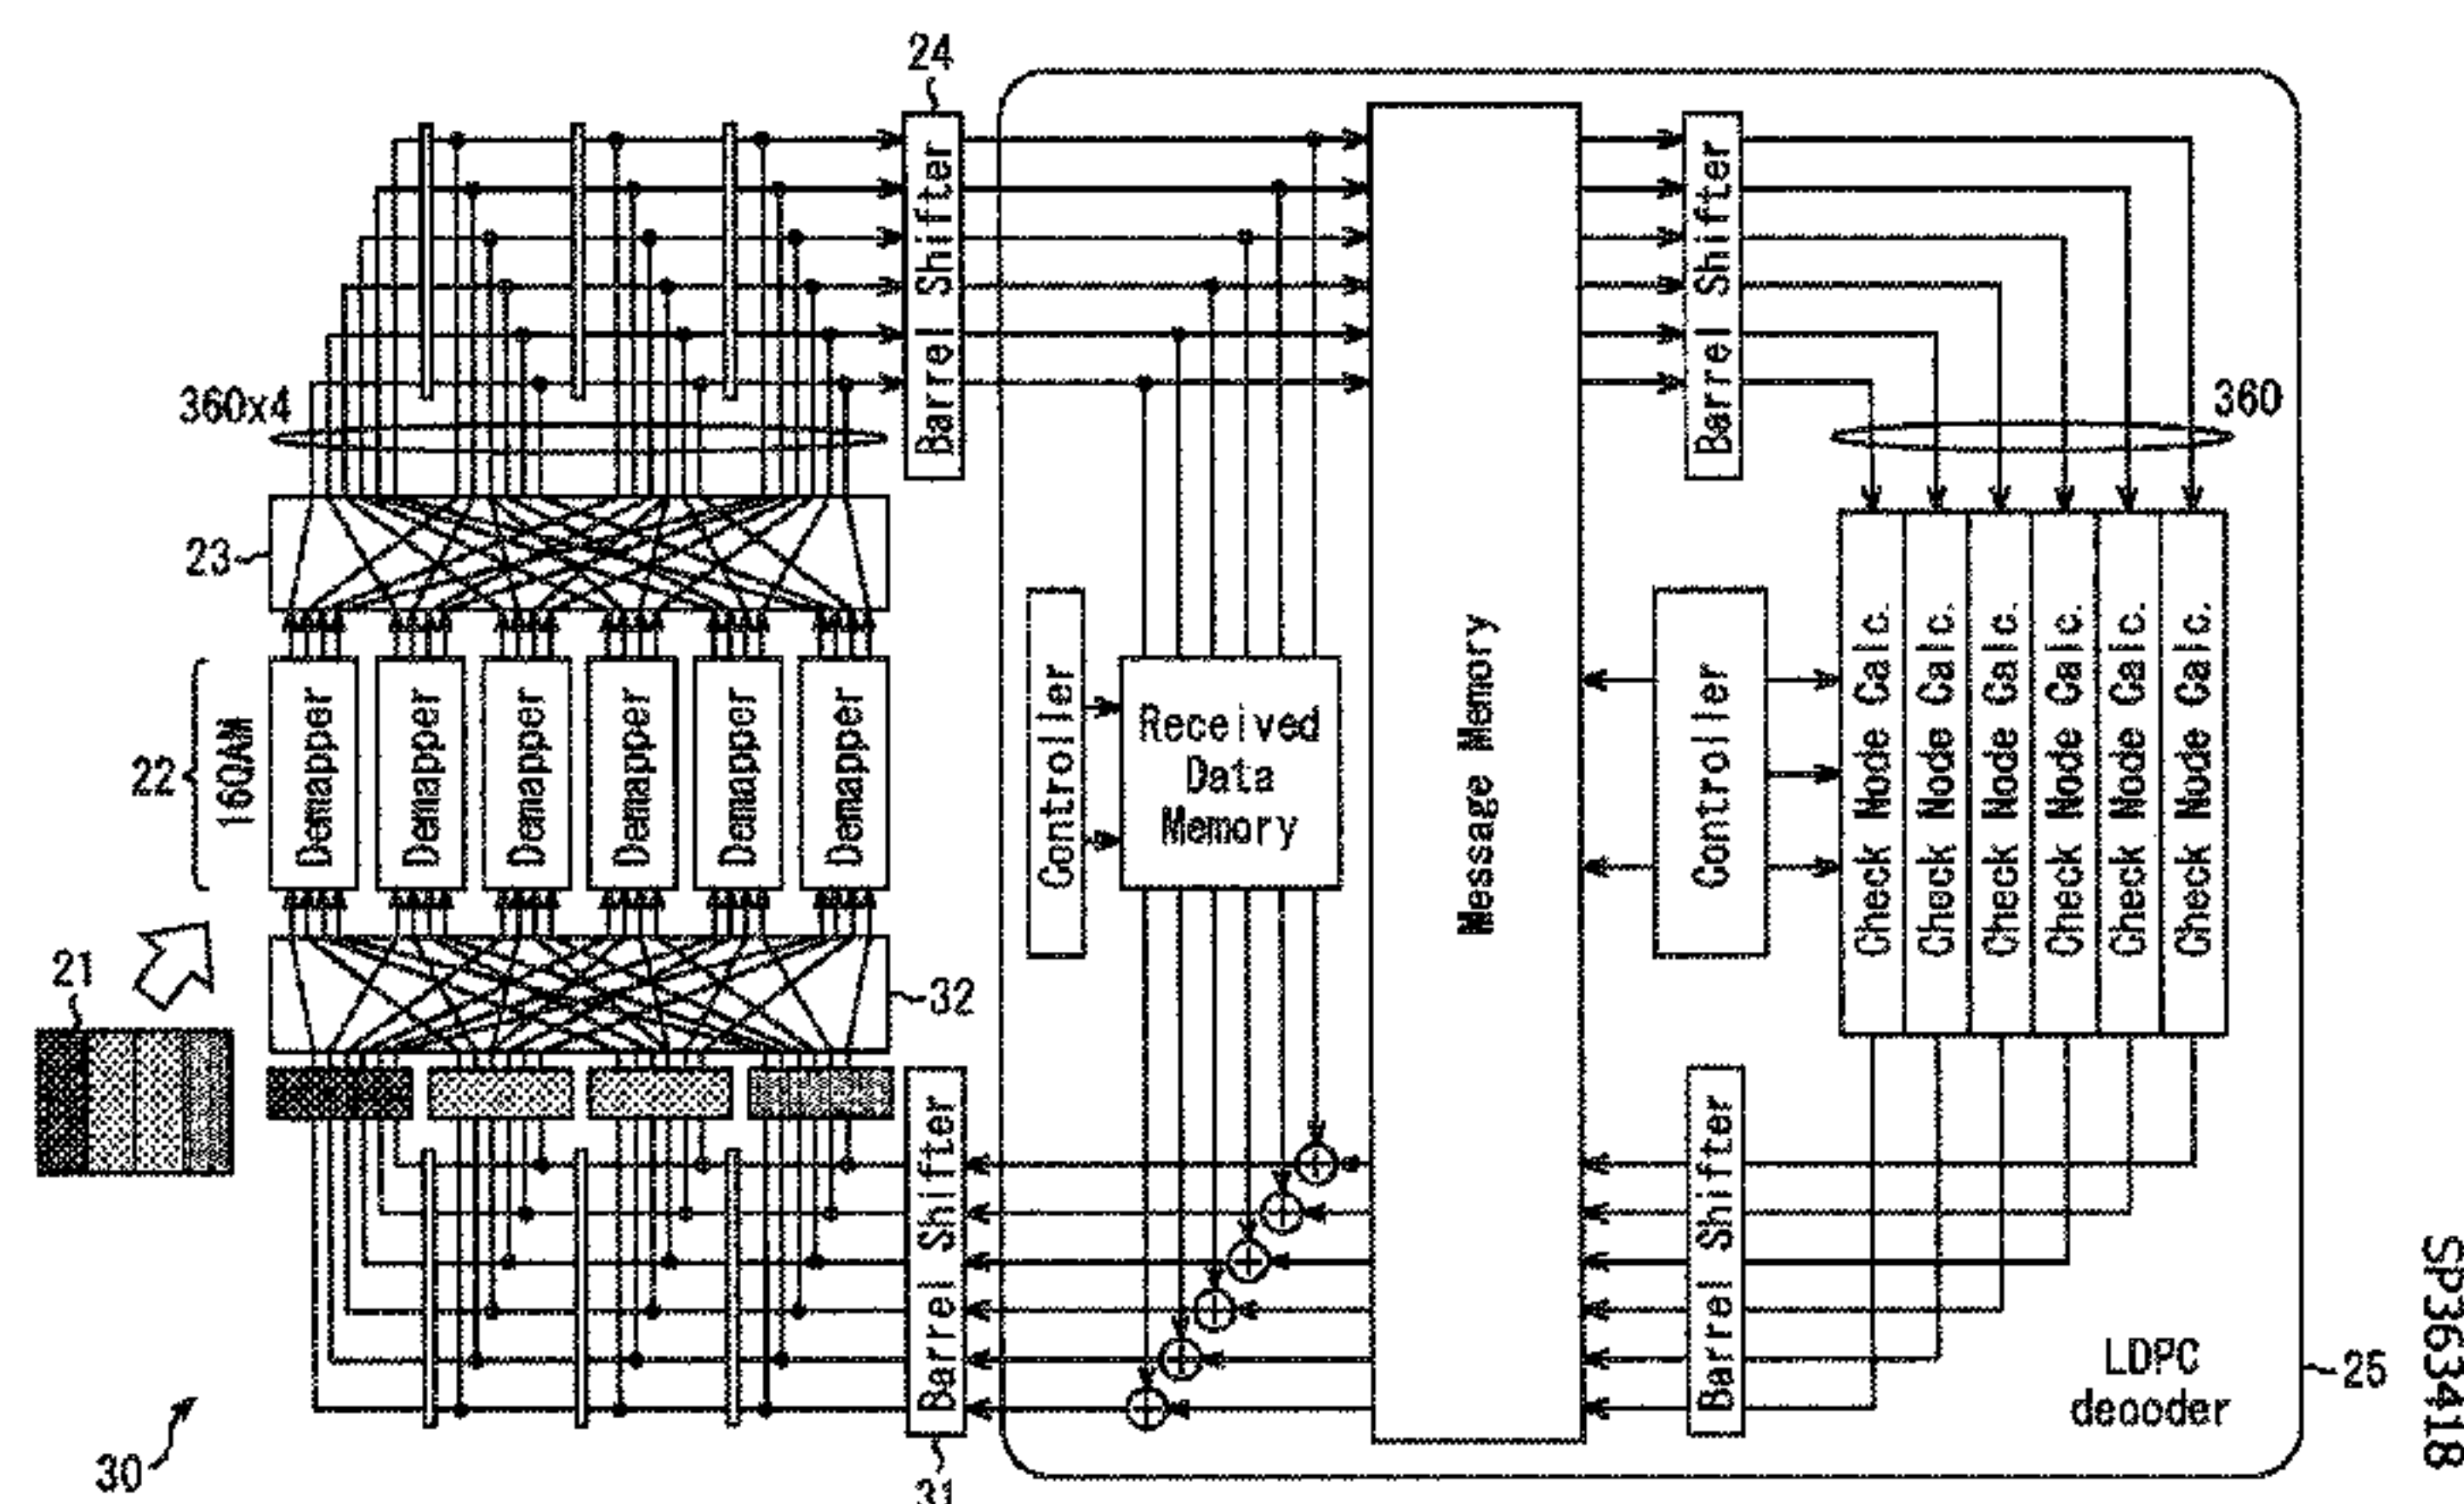 24
Barrel Shifter
Barrel Shifter
360x4
360
23
22
16QAM
Demapper
Demapper
Demapper
Demapper
Demapper
Demapper
Controller
Received
Data
Memory
Message Memory
Controller
Check Node Calc.
Check Node Calc.
Check Node Calc.
Check Node Calc.
Check Node Calc.
Check Node Calc.
21
32
Barrel Shifter
Barrel Shifter
LDPC
decoder
25
30
31
SP363418